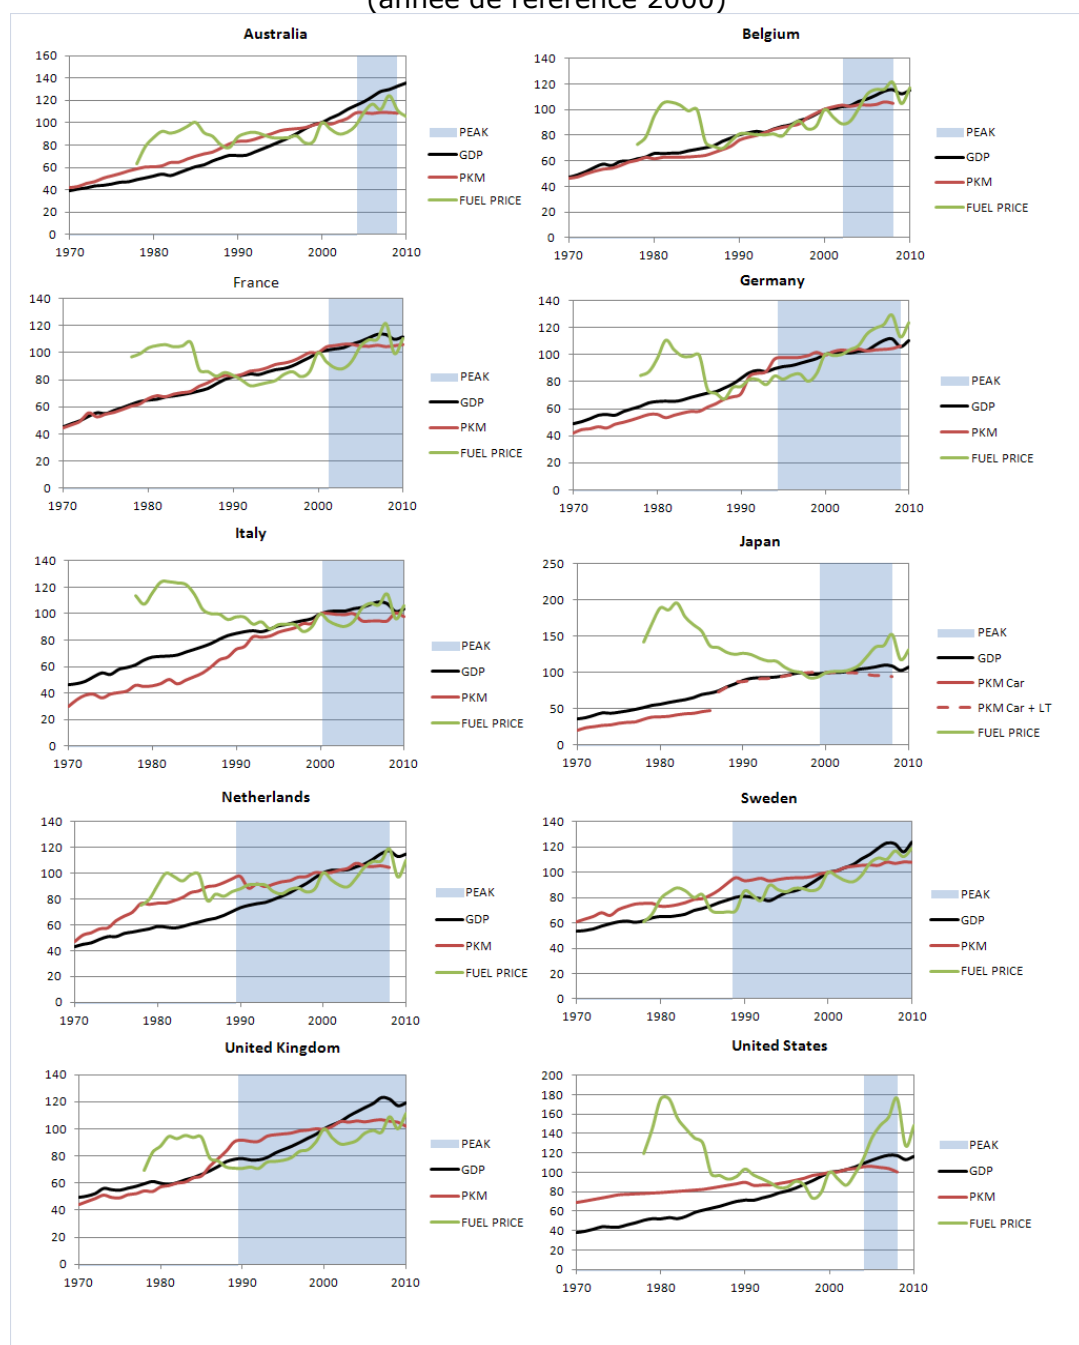 (année de référence 2000)
Australia
160
140
120
100
80
60
40
20
0
1970 1980 1990 2000 2010
PEAK
GDP
PKM
FUEL PRICE
Belgium
140
120
100
80
60
40
20
0
1970 1980 1990 2000 2010
PEAK
GDP
PKM
FUEL PRICE
France
140
120
100
80
60
40
20
0
1970 1980 1990 2000 2010
PEAK
GDP
PKM
FUEL PRICE
Germany
140
120
100
80
60
40
20
0
1970 1980 1990 2000 2010
PEAK
GDP
PKM
FUEL PRICE
Italy
140
120
100
80
60
40
20
0
1970 1980 1990 2000 2010
PEAK
GDP
PKM
FUEL PRICE
Japan
250
200
150
100
50
0
1970 1980 1990 2000 2010
PEAK
GDP
PKM Car
PKM Car + LT
FUEL PRICE
Netherlands
140
120
100
80
60
40
20
0
1970 1980 1990 2000 2010
PEAK
GDP
PKM
FUEL PRICE
Sweden
140
120
100
80
60
40
20
0
1970 1980 1990 2000 2010
PEAK
GDP
PKM
FUEL PRICE
United Kingdom
140
120
100
80
60
40
20
0
1970 1980 1990 2000 2010
PEAK
GDP
PKM
FUEL PRICE
United States
200
180
160
140
120
100
80
60
40
20
0
1970 1980 1990 2000 2010
PEAK
GDP
PKM
FUEL PRICE